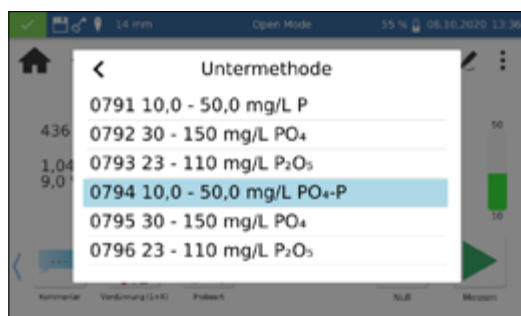 14 mm Open Mode 55 % 06.10.2020 13:36
Untermethode
0791 10,0 - 50,0 mg/L P
0792 30 - 150 mg/L PO₄
0793 23 - 110 mg/L P₂O₅
0794 10,0 - 50,0 mg/L PO₄-P
0795 30 - 150 mg/L PO₄
0796 23 - 110 mg/L P₂O₅
436
1,04
9,0
50
10
Kommentar Verdünnung (1+X) Probeort Null Messen